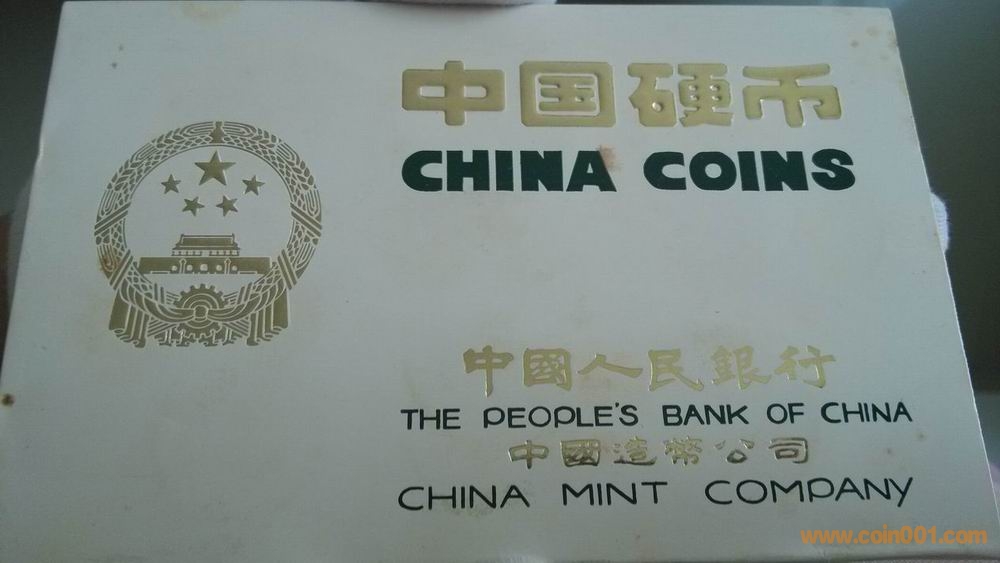 中国硬币
CHINA COINS
中國人民銀行
THE PEOPLE'S BANK OF CHINA
中國造幣公司
CHINA MINT COMPANY
www.coin001.com